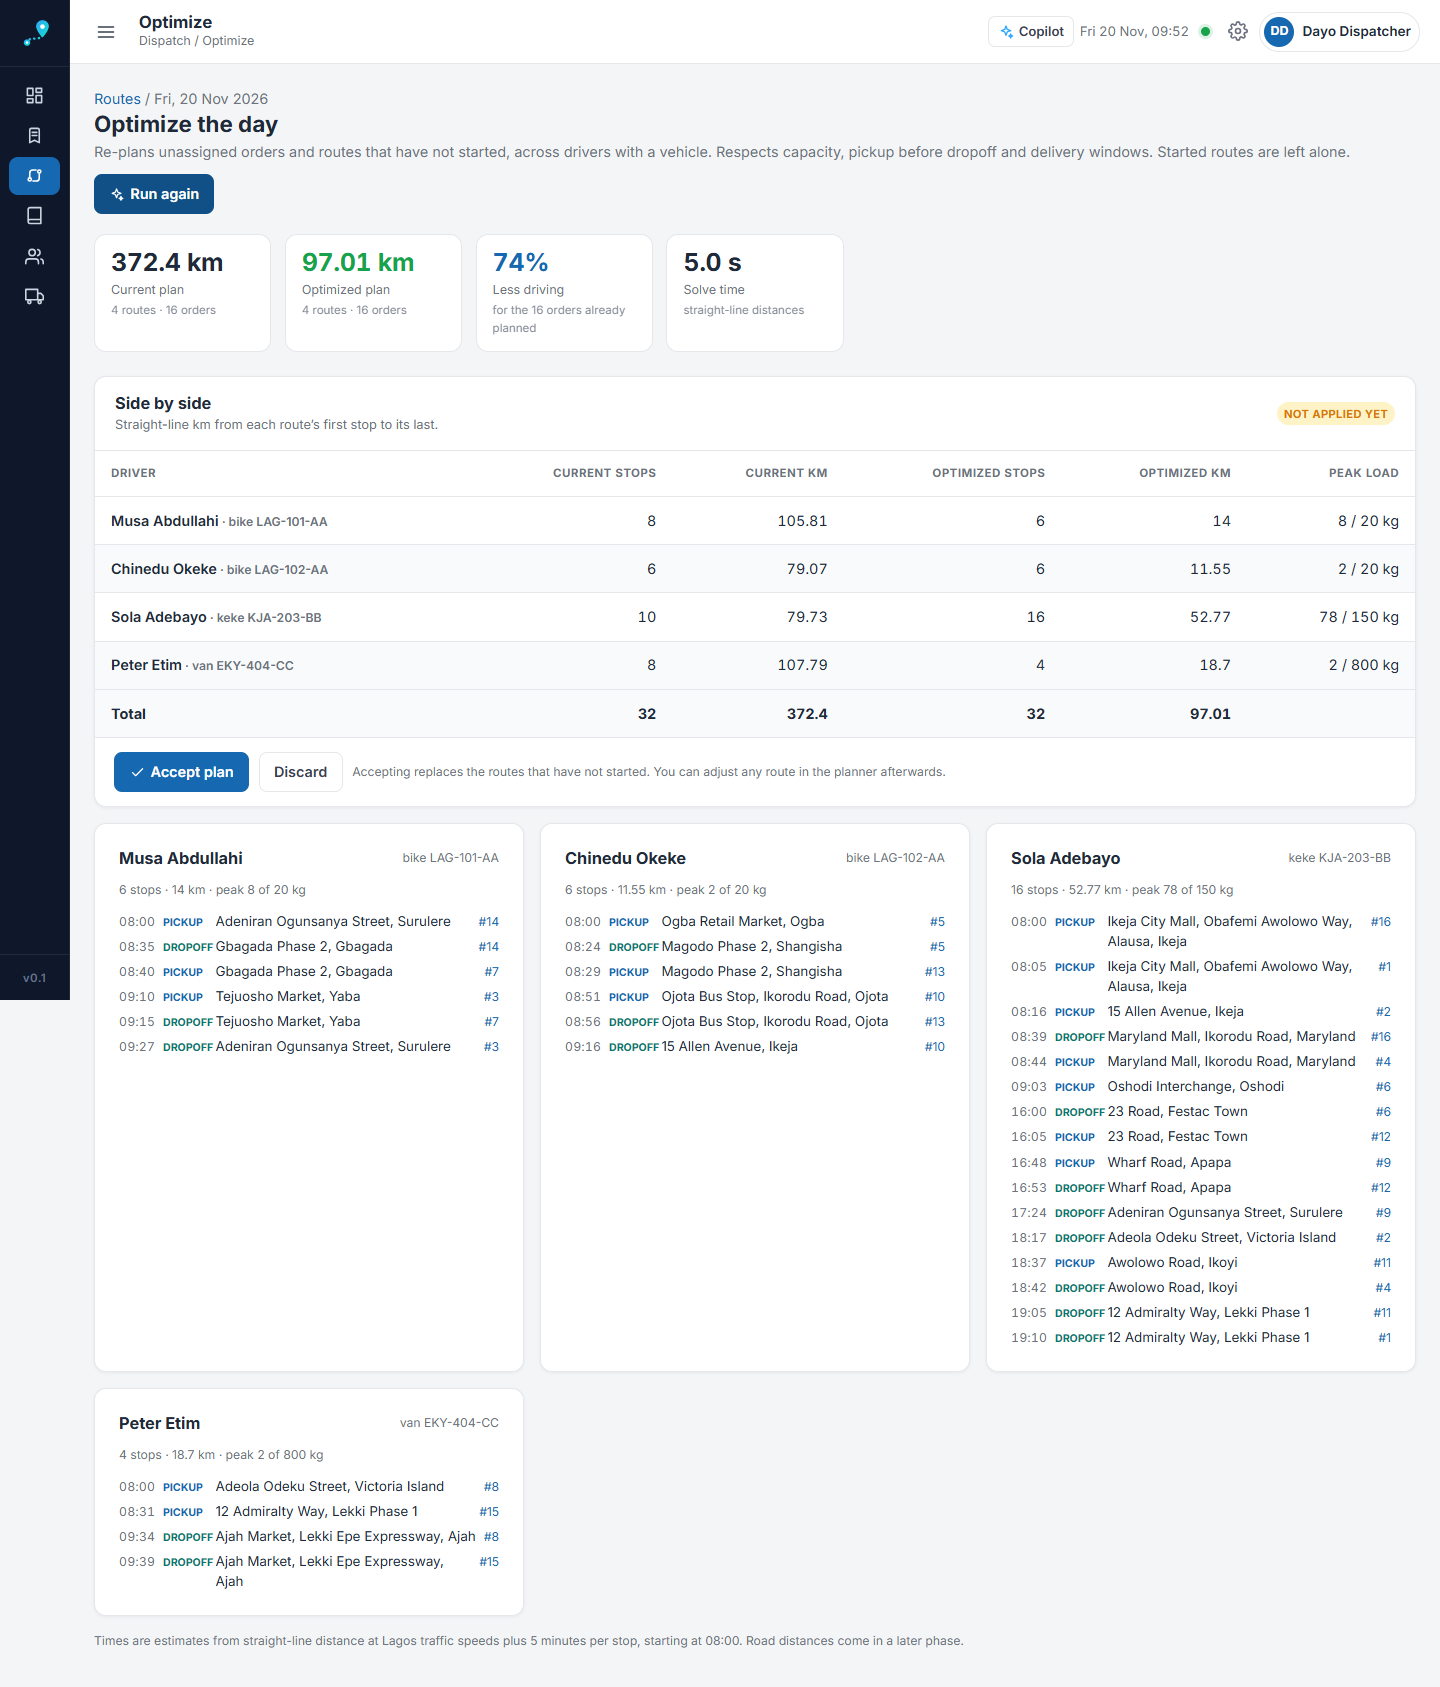 Optimize
Dispatch / Optimize
Copilot
Fri 20 Nov, 09:52
DD
Dayo Dispatcher
Routes / Fri, 20 Nov 2026
Optimize the day
Re-plans unassigned orders and routes that have not started, across drivers with a vehicle. Respects capacity, pickup before dropoff and delivery windows. Started routes are left alone.
Run again
372.4 km
Current plan
4 routes · 16 orders
97.01 km
Optimized plan
4 routes · 16 orders
74%
Less driving
for the 16 orders already
planned
5.0 s
Solve time
straight-line distances
Side by side
Straight-line km from each route's first stop to its last.
NOT APPLIED YET
DRIVER CURRENT STOPS CURRENT KM OPTIMIZED STOPS OPTIMIZED KM PEAK LOAD
Musa Abdullahi · bike LAG-101-AA 8 105.81 6 14 8 / 20 kg
Chinedu Okeke · bike LAG-102-AA 6 79.07 6 11.55 2 / 20 kg
Sola Adebayo · keke KJA-203-BB 10 79.73 16 52.77 78 / 150 kg
Peter Etim · van EKY-404-CC 8 107.79 4 18.7 2 / 800 kg
Total 32 372.4 32 97.01
Accept plan
Discard
Accepting replaces the routes that have not started. You can adjust any route in the planner afterwards.
Musa Abdullahi bike LAG-101-AA
6 stops · 14 km · peak 8 of 20 kg
08:00 PICKUP Adeniran Ogunsanya Street, Surulere #14
08:35 DROPOFF Gbagada Phase 2, Gbagada #14
08:40 PICKUP Gbagada Phase 2, Gbagada #7
09:10 PICKUP Tejuosho Market, Yaba #3
09:15 DROPOFF Tejuosho Market, Yaba #7
09:27 DROPOFF Adeniran Ogunsanya Street, Surulere #3
Chinedu Okeke bike LAG-102-AA
6 stops · 11.55 km · peak 2 of 20 kg
08:00 PICKUP Ogba Retail Market, Ogba #5
08:24 DROPOFF Magodo Phase 2, Shangisha #5
08:29 PICKUP Magodo Phase 2, Shangisha #13
08:51 PICKUP Ojota Bus Stop, Ikorodu Road, Ojota #10
08:56 DROPOFF Ojota Bus Stop, Ikorodu Road, Ojota #13
09:16 DROPOFF 15 Allen Avenue, Ikeja #10
Sola Adebayo keke KJA-203-BB
16 stops · 52.77 km · peak 78 of 150 kg
08:00 PICKUP Ikeja City Mall, Obafemi Awolowo Way, #16
Alausa, Ikeja
08:05 PICKUP Ikeja City Mall, Obafemi Awolowo Way, #1
Alausa, Ikeja
08:16 PICKUP 15 Allen Avenue, Ikeja #2
08:39 DROPOFF Maryland Mall, Ikorodu Road, Maryland #16
08:44 PICKUP Maryland Mall, Ikorodu Road, Maryland #4
09:03 PICKUP Oshodi Interchange, Oshodi #6
16:00 DROPOFF 23 Road, Festac Town #6
16:05 PICKUP 23 Road, Festac Town #12
16:48 PICKUP Wharf Road, Apapa #9
16:53 DROPOFF Wharf Road, Apapa #12
17:24 DROPOFF Adeniran Ogunsanya Street, Surulere #9
18:17 DROPOFF Adeola Odeku Street, Victoria Island #2
18:37 PICKUP Awolowo Road, Ikoyi #11
18:42 DROPOFF Awolowo Road, Ikoyi #4
19:05 DROPOFF 12 Admiralty Way, Lekki Phase 1 #11
19:10 DROPOFF 12 Admiralty Way, Lekki Phase 1 #1
Peter Etim van EKY-404-CC
4 stops · 18.7 km · peak 2 of 800 kg
08:00 PICKUP Adeola Odeku Street, Victoria Island #8
08:31 PICKUP 12 Admiralty Way, Lekki Phase 1 #15
09:34 DROPOFF Ajah Market, Lekki Epe Expressway, Ajah #8
09:39 DROPOFF Ajah Market, Lekki Epe Expressway, #15
Ajah
Times are estimates from straight-line distance at Lagos traffic speeds plus 5 minutes per stop, starting at 08:00. Road distances come in a later phase.
v0.1